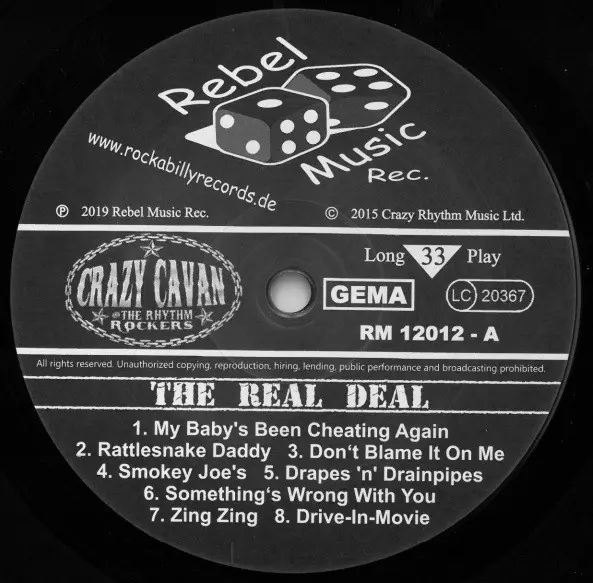 Rebel
Music
Rec.
www.rockabillyrecords.de
℗ 2019 Rebel Music Rec.
© 2015 Crazy Rhythm Music Ltd.
Long 33 Play
CRAZY CAVAN
THE RHYTHM
ROCKERS
GEMA
LC 20367
RM 12012 - A
All rights reserved. Unauthorized copying, reproduction, hiring, lending, public performance and broadcasting prohibited.
THE REAL DEAL
1. My Baby's Been Cheating Again
2. Rattlesnake Daddy 3. Don't Blame It On Me
4. Smokey Joe's 5. Drapes 'n' Drainpipes
6. Something's Wrong With You
7. Zing Zing 8. Drive-In-Movie